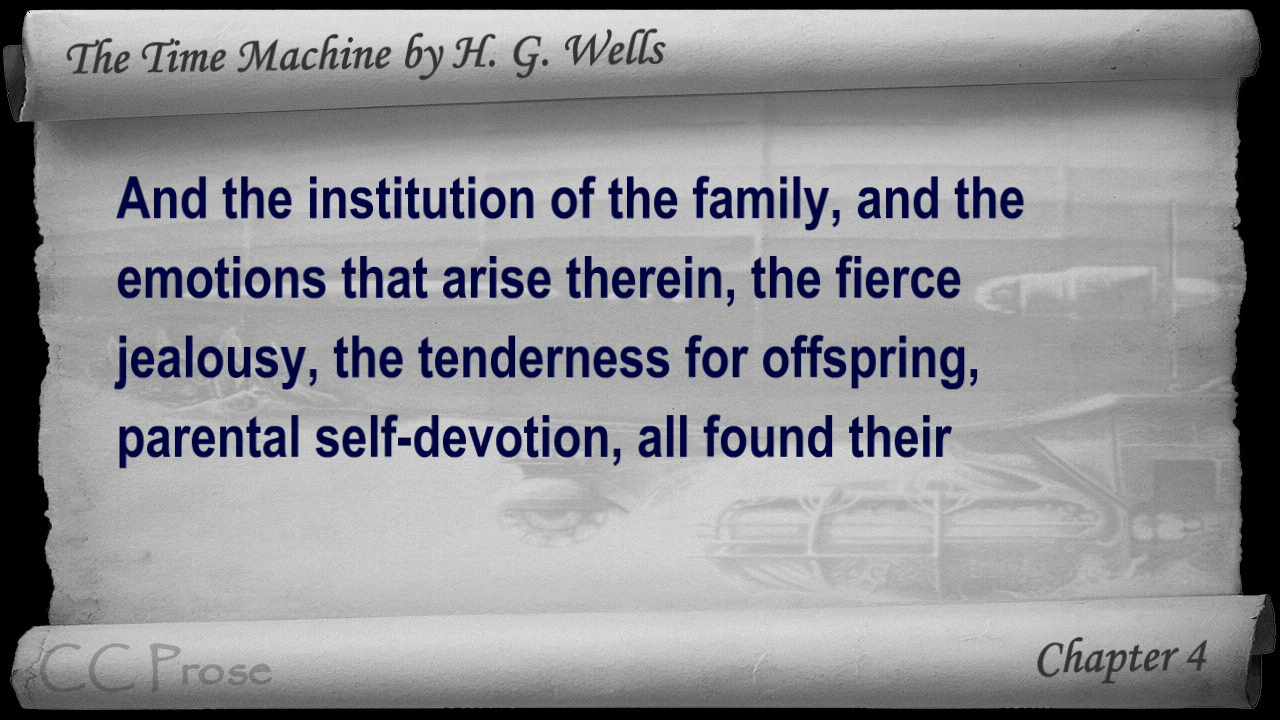 The Time Machine by H. G. Wells
And the institution of the family, and the
emotions that arise therein, the fierce
jealousy, the tenderness for offspring,
parental self-devotion, all found their
CC Prose
Chapter 4